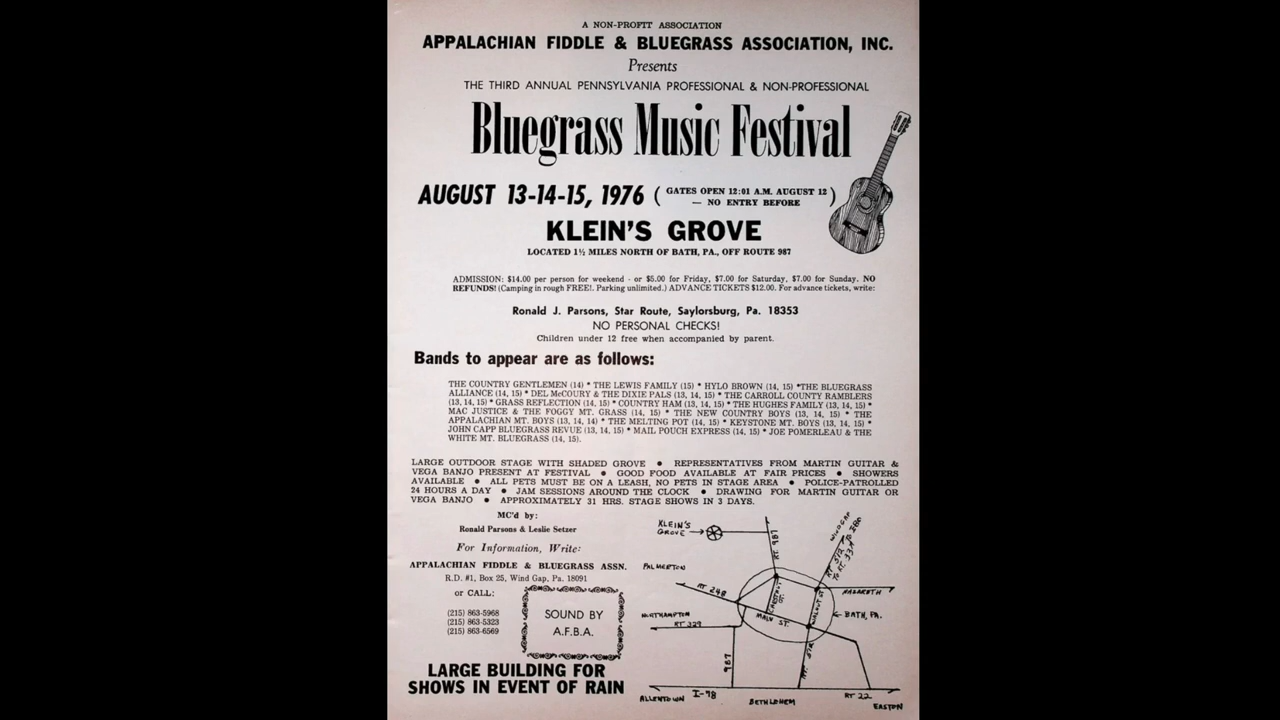 A NON-PROFIT ASSOCIATION
APPALACHIAN FIDDLE & BLUEGRASS ASSOCIATION, INC.
Presents
THE THIRD ANNUAL PENNSYLVANIA PROFESSIONAL & NON-PROFESSIONAL
Bluegrass Music Festival
AUGUST 13-14-15, 1976 ( GATES OPEN 12:01 A.M. AUGUST 12 )
— NO ENTRY BEFORE
KLEIN'S GROVE
LOCATED 1½ MILES NORTH OF BATH, PA., OFF ROUTE 987
ADMISSION: $14.00 per person for weekend - or $5.00 for Friday, $7.00 for Saturday, $7.00 for Sunday. NO
REFUNDS! (Camping in rough FREE!. Parking unlimited.) ADVANCE TICKETS $12.00. For advance tickets, write:
Ronald J. Parsons, Star Route, Saylorsburg, Pa. 18353
NO PERSONAL CHECKS!
Children under 12 free when accompanied by parent.
Bands to appear are as follows:
THE COUNTRY GENTLEMEN (14) * THE LEWIS FAMILY (15) * HYLO BROWN (14, 15) *THE BLUEGRASS
ALLIANCE (14, 15) * DEL McCOURY & THE DIXIE PALS (13, 14, 15) * THE CARROLL COUNTY RAMBLERS
(13, 14, 15) * GRASS REFLECTION (14, 15) * COUNTRY HAM (13, 14, 15) * THE HUGHES FAMILY (13, 14, 15) *
MAC JUSTICE & THE FOGGY MT. GRASS (14, 15) * THE NEW COUNTRY BOYS (13, 14, 15) * THE
APPALACHIAN MT. BOYS (13, 14, 14) * THE MELTING POT (14, 15) * KEYSTONE MT. BOYS (13, 14, 15) *
JOHN CAPP BLUEGRASS REVUE (13, 14, 15) * MAIL POUCH EXPRESS (14, 15) * JOE POMERLEAU & THE
WHITE MT. BLUEGRASS (14, 15).
LARGE OUTDOOR STAGE WITH SHADED GROVE ● REPRESENTATIVES FROM MARTIN GUITAR &
VEGA BANJO PRESENT AT FESTIVAL ● GOOD FOOD AVAILABLE AT FAIR PRICES ● SHOWERS
AVAILABLE ● ALL PETS MUST BE ON A LEASH, NO PETS IN STAGE AREA ● POLICE-PATROLLED
24 HOURS A DAY ● JAM SESSIONS AROUND THE CLOCK ● DRAWING FOR MARTIN GUITAR OR
VEGA BANJO ● APPROXIMATELY 31 HRS. STAGE SHOWS IN 3 DAYS.
MC'd by:
Ronald Parsons & Leslie Setzer
For Information, Write:
APPALACHIAN FIDDLE & BLUEGRASS ASSN.
R.D. #1, Box 25, Wind Gap, Pa. 18091
or CALL:
(215) 863-5968
(215) 863-5323
(215) 863-6569
SOUND BY
A.F.B.A.
LARGE BUILDING FOR
SHOWS IN EVENT OF RAIN
KLEIN'S
GROVE
RT. 987
WINDGAP
TO I80
RT 512
TO RT. 33
PALMERTON
RT. 248
CHESTNUT ST.
WALNUT ST.
NAZARETH
BATH, PA.
MAIN ST.
NORTHAMPTON
RT 329
987
RT. 512
ALLENTOWN
I-78
BETHLEHEM
RT 22
EASTON